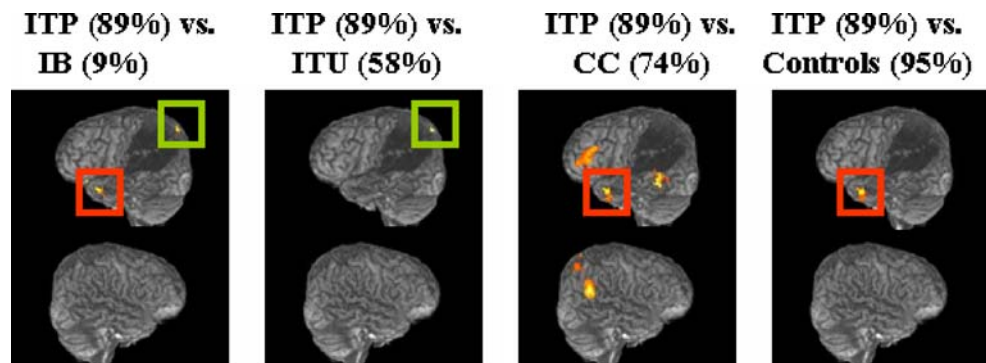 ITP (89%) vs.
IB (9%)
ITP (89%) vs.
ITU (58%)
ITP (89%) vs.
CC (74%)
ITP (89%) vs.
Controls (95%)